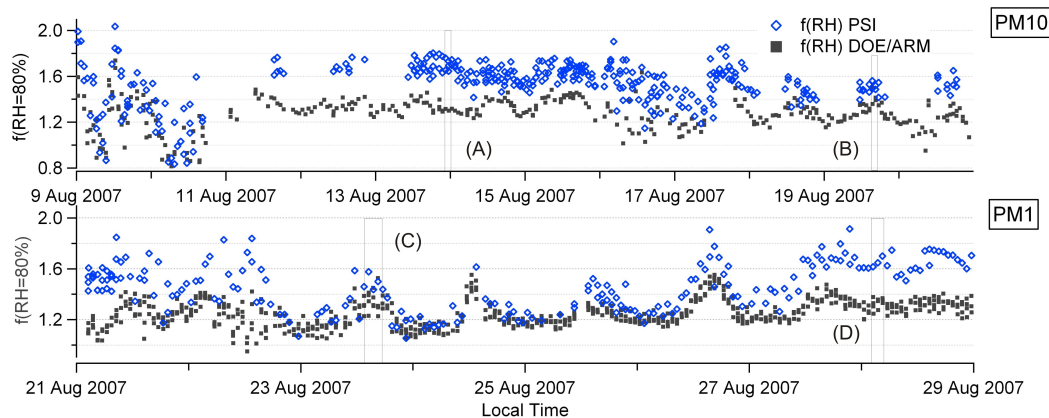 PM10
f(RH) PSI
f(RH) DOE/ARM
f(RH=80%)
2.0
1.6
1.2
0.8
(A)
(B)
9 Aug 2007 11 Aug 2007 13 Aug 2007 15 Aug 2007 17 Aug 2007 19 Aug 2007
PM1
f(RH=80%)
2.0
1.6
1.2
(C)
(D)
21 Aug 2007 23 Aug 2007 25 Aug 2007 27 Aug 2007 29 Aug 2007
Local Time